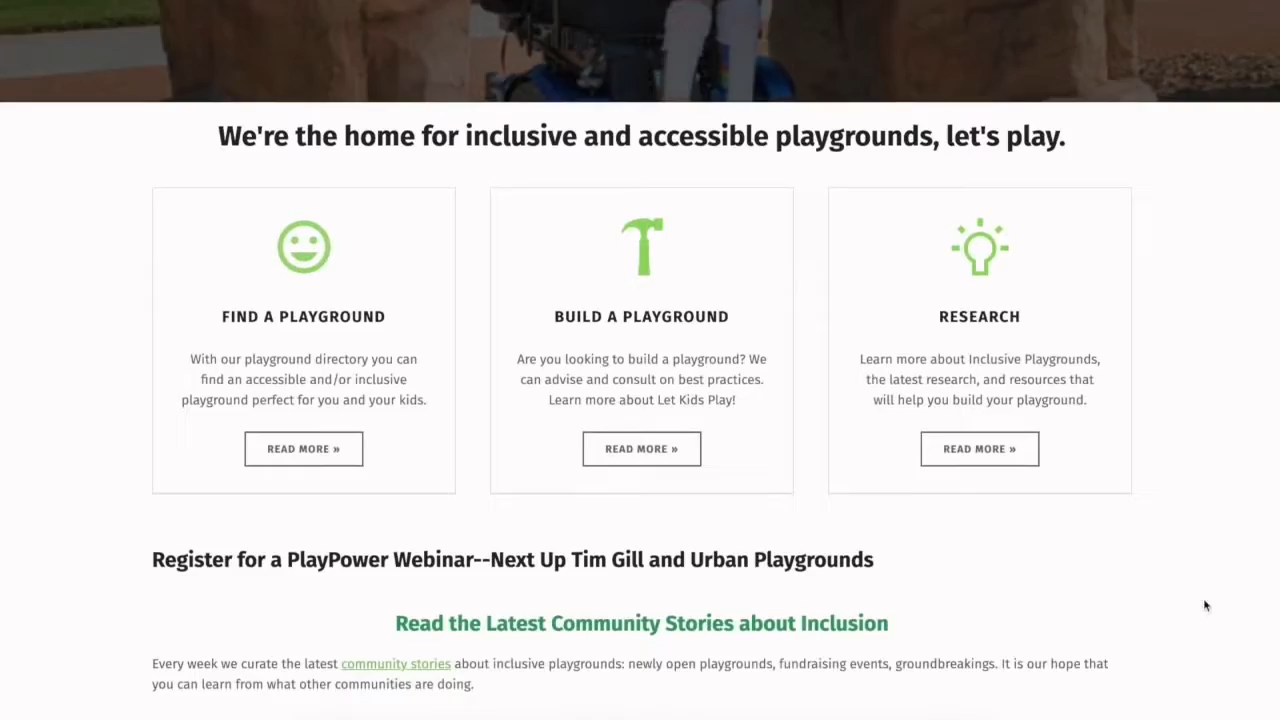 We're the home for inclusive and accessible playgrounds, let's play.
FIND A PLAYGROUND
With our playground directory you can
find an accessible and/or inclusive
playground perfect for you and your kids.
READ MORE »
BUILD A PLAYGROUND
Are you looking to build a playground? We
can advise and consult on best practices.
Learn more about Let Kids Play!
READ MORE »
RESEARCH
Learn more about Inclusive Playgrounds,
the latest research, and resources that
will help you build your playground.
READ MORE »
Register for a PlayPower Webinar--Next Up Tim Gill and Urban Playgrounds
Read the Latest Community Stories about Inclusion
Every week we curate the latest community stories about inclusive playgrounds: newly open playgrounds, fundraising events, groundbreakings. It is our hope that
you can learn from what other communities are doing.